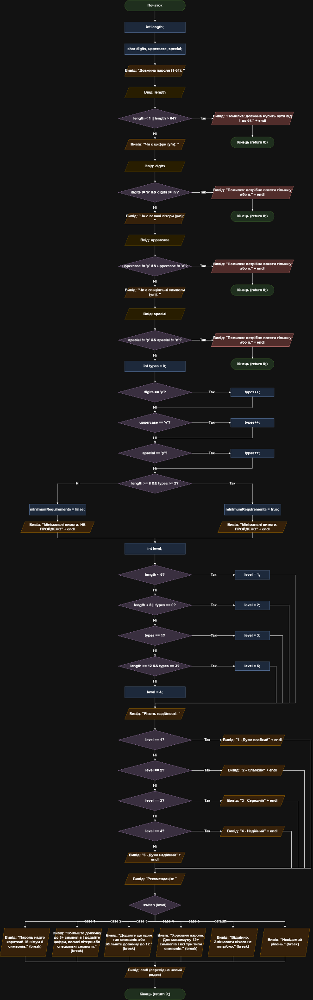 Початок
int length;
char digits, uppercase, special;
Вивід: "Довжина пароля (1-64): "
Ввід: length
length < 1 || length > 64?
Так
Вивід: "Помилка: довжина мусить бути від
1 до 64." + endl
Кінець (return 0;)
Ні
Вивід: "Чи є цифри (y/n): "
Ввід: digits
digits != 'y' && digits != 'n'?
Так
Вивід: "Помилка: потрібно ввести тільки y
або n." + endl
Кінець (return 0;)
Ні
Вивід: "Чи є великі літери (y/n):
"
Ввід: uppercase
uppercase != 'y' && uppercase != 'n'?
Так
Вивід: "Помилка: потрібно ввести тільки y
або n." + endl
Кінець (return 0;)
Ні
Вивід: "Чи є спеціальні символи
(y/n): "
Ввід: special
special != 'y' && special != 'n'?
Так
Вивід: "Помилка: потрібно ввести тільки y
або n." + endl
Кінець (return 0;)
Ні
int types = 0;
digits == 'y'?
Так
types++;
Ні
uppercase == 'y'?
Так
types++;
Ні
special == 'y'?
Так
types++;
Ні
length >= 8 && types >= 2?
Ні
Так
minimumRequirements = false;
minimumRequirements = true;
Вивід: "Мінімальні вимоги: НЕ
ПРОЙДЕНО" + endl
Вивід: "Мінімальні вимоги:
ПРОЙДЕНО" + endl
int level;
length < 6?
Так
level = 1;
Ні
length < 8 || types == 0?
Так
level = 2;
Ні
types == 1?
Так
level = 3;
Ні
length >= 12 && types == 3?
Так
level = 5;
Ні
level = 4;
Вивід: "Рівень надійності: "
level == 1?
Так
Вивід: "1 - Дуже слабкий" + endl
Ні
level == 2?
Так
Вивід: "2 - Слабкий" + endl
Ні
level == 3?
Так
Вивід: "3 - Середній" + endl
Ні
level == 4?
Так
Вивід: "4 - Надійний" + endl
Ні
Вивід: "5 - Дуже надійний" +
endl
Вивід: "Рекомендація: "
switch (level)
case 1
case 2
case 3
case 4
case 5
default
Вивід: "Пароль надто
короткий. Мінімум 8
символів." (break)
Вивід: "Збільште довжину
до 8+ символів і додайте
цифри, великі літери або
спеціальні символи."
(break)
Вивід: "Додайте ще один
тип символів або
збільште довжину до 12."
(break)
Вивід: "Хороший пароль.
Для максимуму 12+
символів і всі три типи
символів." (break)
Вивід: "Відмінно.
Змінювати нічого не
потрібно." (break)
Вивід: "Невідомий
рівень." (break)
Вивід: endl (перехід на новий
рядок)
Кінець (return 0;)